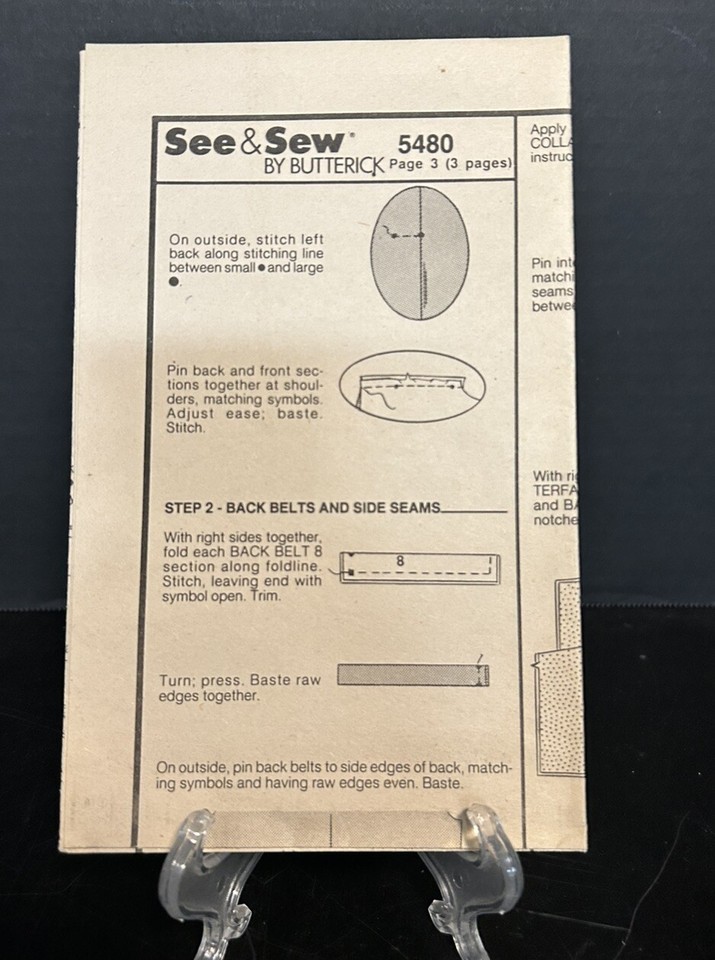 See&Sew® 5480
BY BUTTERICK Page 3 (3 pages)
On outside, stitch left
back along stitching line
between small ● and large
●.
Pin back and front sec-
tions together at shoul-
ders, matching symbols.
Adjust ease; baste.
Stitch.
STEP 2 - BACK BELTS AND SIDE SEAMS
With right sides together,
fold each BACK BELT 8
section along foldline.
Stitch, leaving end with
symbol open. Trim.
8
Turn; press. Baste raw
edges together.
On outside, pin back belts to side edges of back, match-
ing symbols and having raw edges even. Baste.
Apply
COLLA
instruc
Pin int
matchi
seams
betwe
With ri
TERFA
and BA
notche